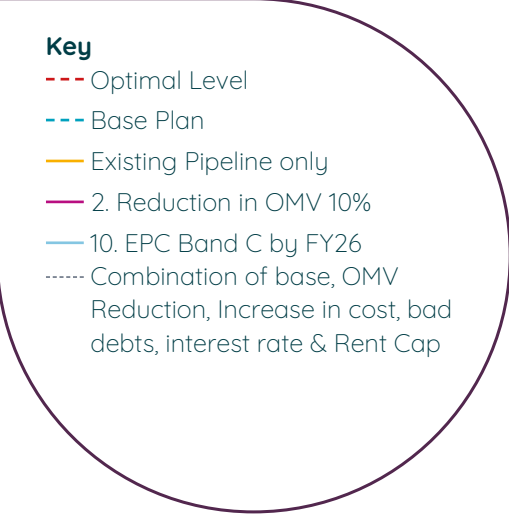 Key
Optimal Level
Base Plan
Existing Pipeline only
2. Reduction in OMV 10%
10. EPC Band C by FY26
Combination of base, OMV
Reduction, Increase in cost, bad
debts, interest rate & Rent Cap